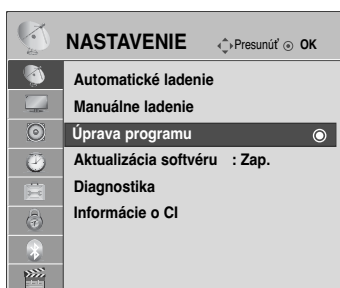 NASTAVENIE Presunúť OK
Automatické ladenie
Manuálne ladenie
Úprava programu
Aktualizácia softvéru : Zap.
Diagnostika
Informácie o CI